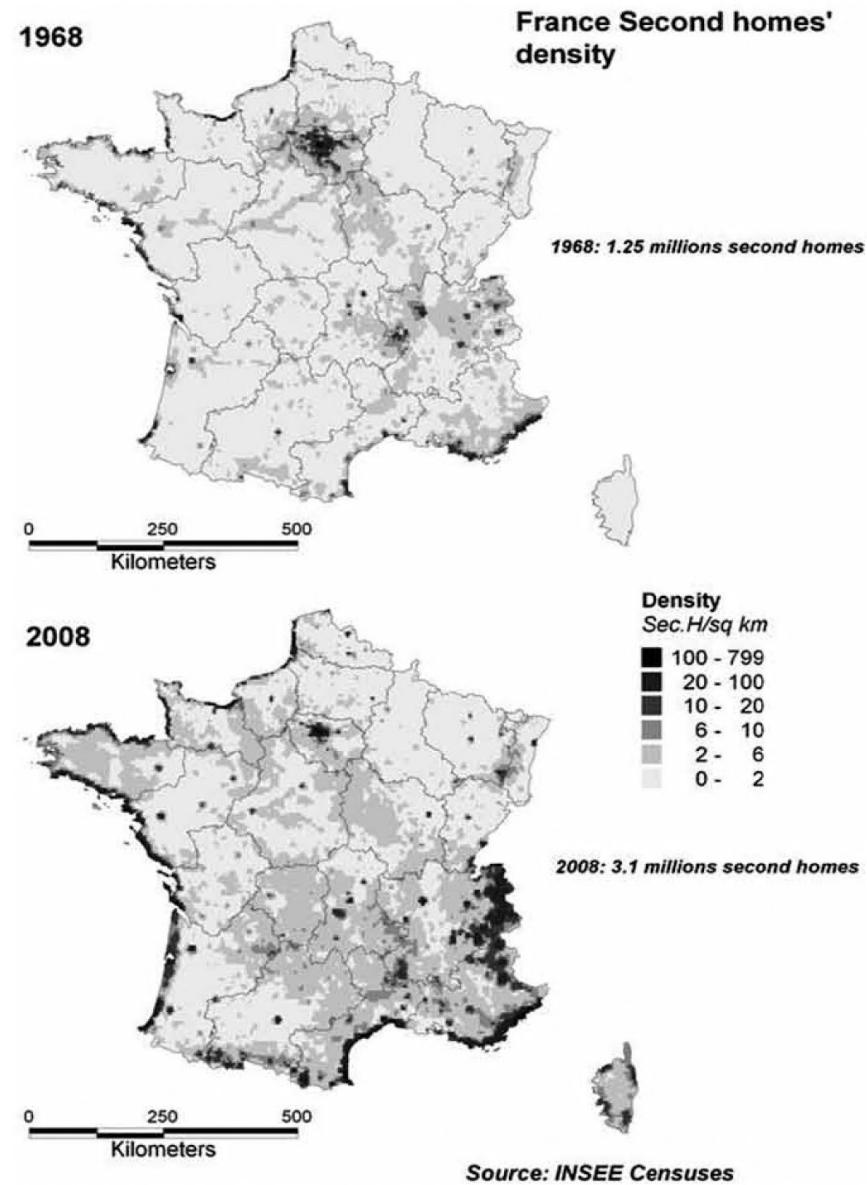 1968
France Second homes'
density
1968: 1.25 millions second homes
0 250 500
Kilometers
2008
Density
Sec.H/sq km
100 - 799
20 - 100
10 - 20
6 - 10
2 - 6
0 - 2
2008: 3.1 millions second homes
0 250 500
Kilometers
Source: INSEE Censuses